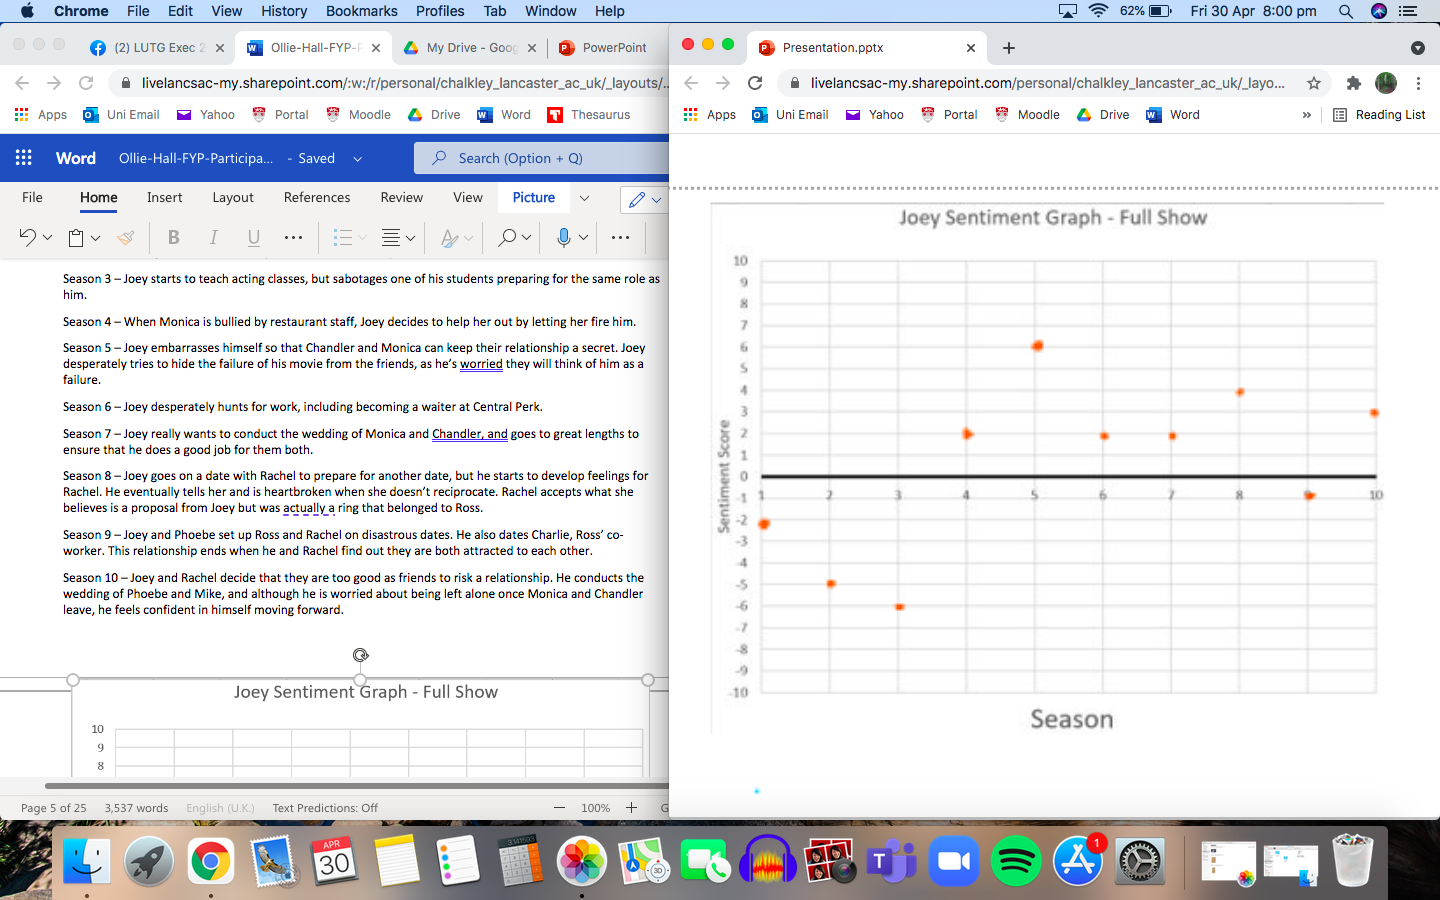 Chrome File Edit View History Bookmarks Profiles Tab Window Help 62% Fri 30 Apr 8:00 pm
(2) LUTG Exec 2 Ollie-Hall-FYP-P My Drive - Goog PowerPoint
livelancsac-my.sharepoint.com/:w:/r/personal/chalkley_lancaster_ac_uk/_layouts/...
Apps Uni Email Yahoo Portal Moodle Drive Word Thesaurus
Word Ollie-Hall-FYP-Participa... - Saved Search (Option + Q)
File Home Insert Layout References Review View Picture
B I U
Season 3 – Joey starts to teach acting classes, but sabotages one of his students preparing for the same role as
him.
Season 4 – When Monica is bullied by restaurant staff, Joey decides to help her out by letting her fire him.
Season 5 – Joey embarrasses himself so that Chandler and Monica can keep their relationship a secret. Joey
desperately tries to hide the failure of his movie from the friends, as he's worried they will think of him as a
failure.
Season 6 – Joey desperately hunts for work, including becoming a waiter at Central Perk.
Season 7 – Joey really wants to conduct the wedding of Monica and Chandler, and goes to great lengths to
ensure that he does a good job for them both.
Season 8 – Joey goes on a date with Rachel to prepare for another date, but he starts to develop feelings for
Rachel. He eventually tells her and is heartbroken when she doesn't reciprocate. Rachel accepts what she
believes is a proposal from Joey but was actually a ring that belonged to Ross.
Season 9 – Joey and Phoebe set up Ross and Rachel on disastrous dates. He also dates Charlie, Ross' co-
worker. This relationship ends when he and Rachel find out they are both attracted to each other.
Season 10 – Joey and Rachel decide that they are too good as friends to risk a relationship. He conducts the
wedding of Phoebe and Mike, and although he is worried about being left alone once Monica and Chandler
leave, he feels confident in himself moving forward.
Joey Sentiment Graph - Full Show
10
9
8
Page 5 of 25 3,537 words English (U.K.) Text Predictions: Off 100% G
Presentation.pptx
livelancsac-my.sharepoint.com/personal/chalkley_lancaster_ac_uk/_layo...
Apps Uni Email Yahoo Portal Moodle Drive Word » Reading List
Joey Sentiment Graph - Full Show
Sentiment Score
10
9
8
7
6
5
4
3
2
1
0
-1
-2
-3
-4
-5
-6
-7
-8
-9
-10
1 2 3 4 5 6 7 8 9 10
Season
APR
30
3D
1